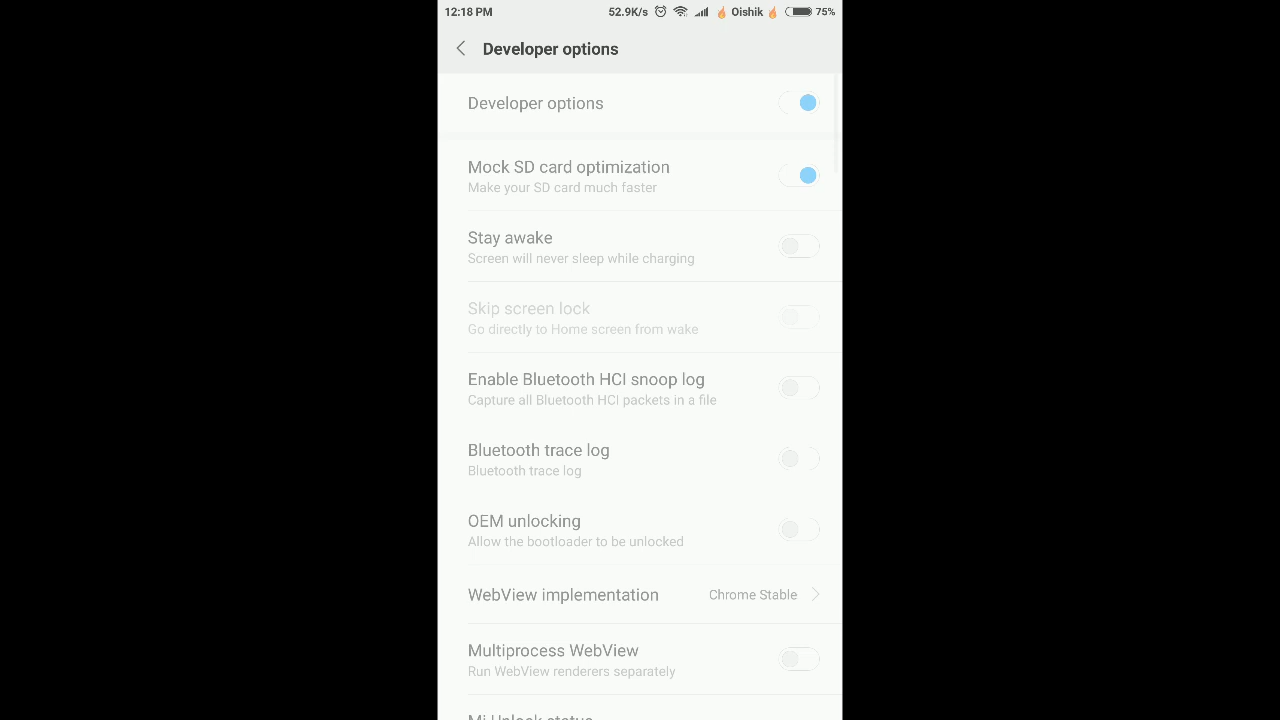 12:18 PM 52.9K/s Oishik 75%
Developer options
Developer options
Mock SD card optimization
Make your SD card much faster
Stay awake
Screen will never sleep while charging
Skip screen lock
Go directly to Home screen from wake
Enable Bluetooth HCI snoop log
Capture all Bluetooth HCI packets in a file
Bluetooth trace log
Bluetooth trace log
OEM unlocking
Allow the bootloader to be unlocked
WebView implementation Chrome Stable
Multiprocess WebView
Run WebView renderers separately
Mi Unlock status